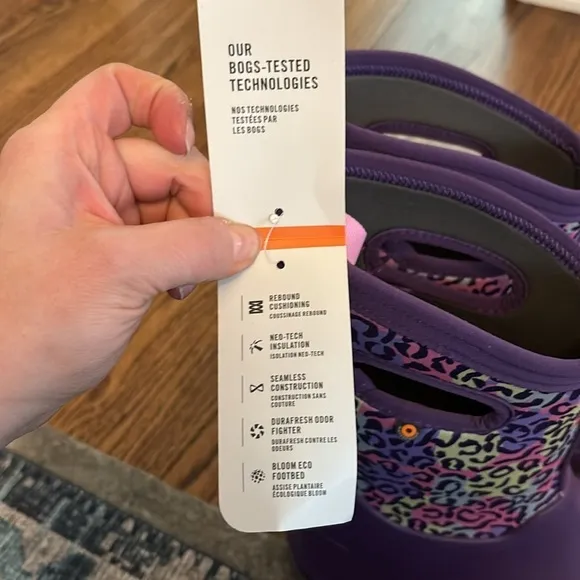 OUR
BOGS-TESTED
TECHNOLOGIES
NOS TECHNOLOGIES
TESTÉES PAR
LES BOGS
REBOUND
CUSHIONING
COUSSINAGE REBOUND
NEO-TECH
INSULATION
ISOLATION NEO-TECH
SEAMLESS
CONSTRUCTION
CONSTRUCTION SANS
COUTURE
DURAFRESH ODOR
FIGHTER
DURAFRESH CONTRE LES
ODEURS
BLOOM ECO
FOOTBED
ASSISE PLANTAIRE
ÉCOLOGIQUE BLOOM